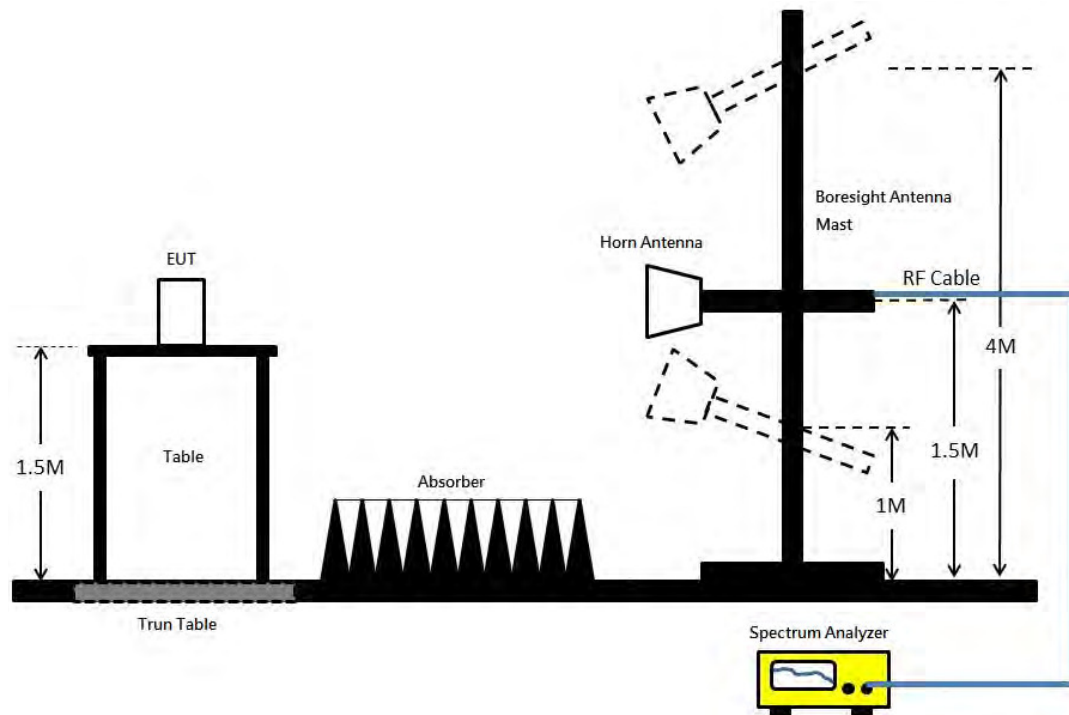 Boresight Antenna
Mast
Horn Antenna
EUT
RF Cable
4M
1.5M
Table
1.5M
Absorber
1M
Trun Table
Spectrum Analyzer